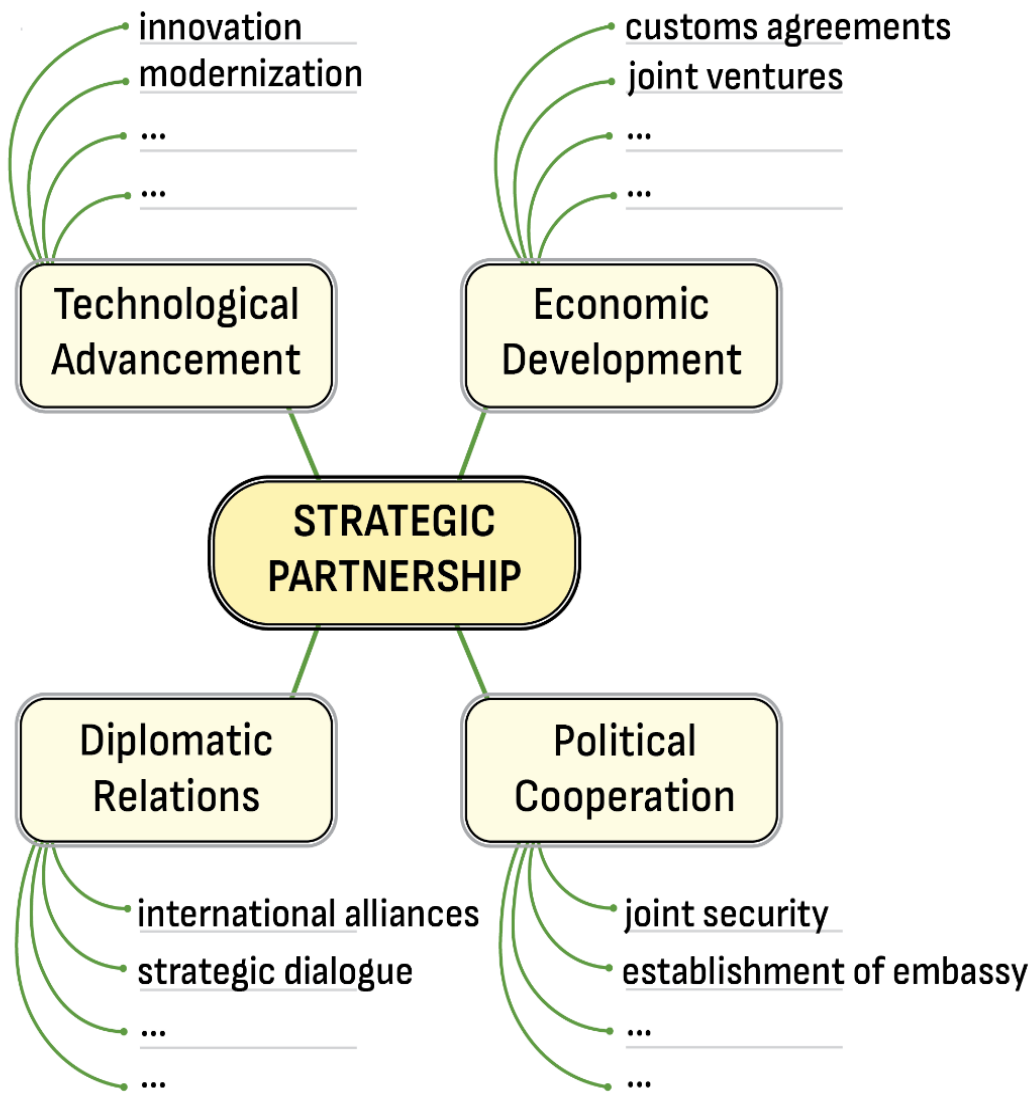 innovation
modernization
...
...
Technological
Advancement
customs agreements
joint ventures
...
...
Economic
Development
STRATEGIC
PARTNERSHIP
Diplomatic
Relations
international alliances
strategic dialogue
...
...
Political
Cooperation
joint security
establishment of embassy
...
...